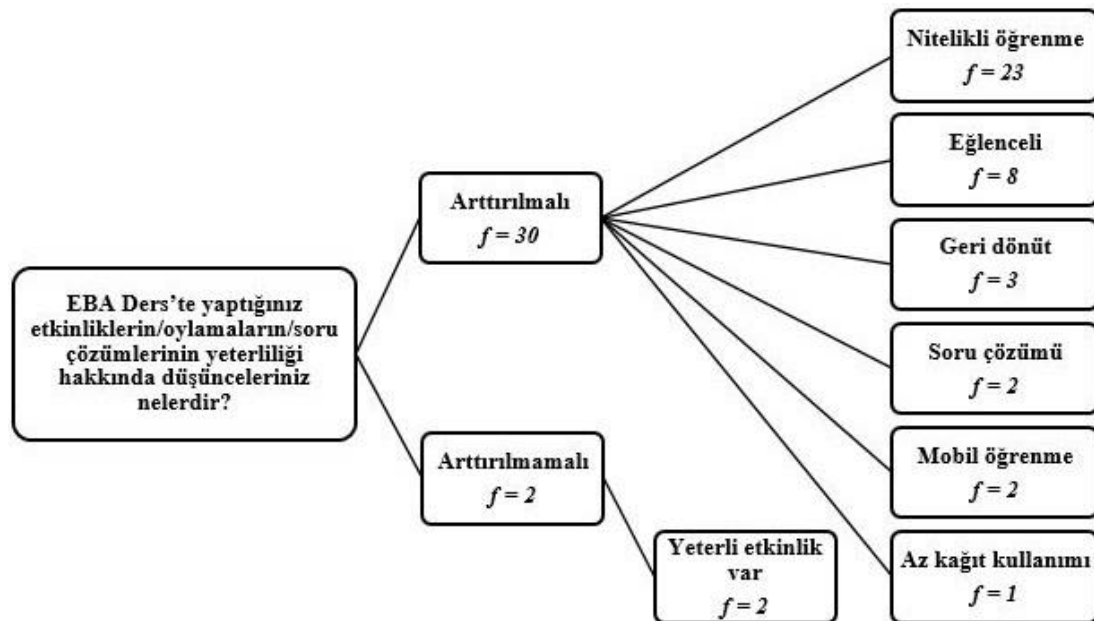 EBA Ders’te yaptığınız
etkinliklerin/oylamaların/soru
çözümlerinin yeterliliği
hakkında düşünceleriniz
nelerdir?
Arttırılmalı
f = 30
Nitelikli öğrenme
f = 23
Eğlenceli
f = 8
Geri dönüt
f = 3
Soru çözümü
f = 2
Mobil öğrenme
f = 2
Az kağıt kullanımı
f = 1
Arttırılmamalı
f = 2
Yeterli etkinlik
var
f = 2